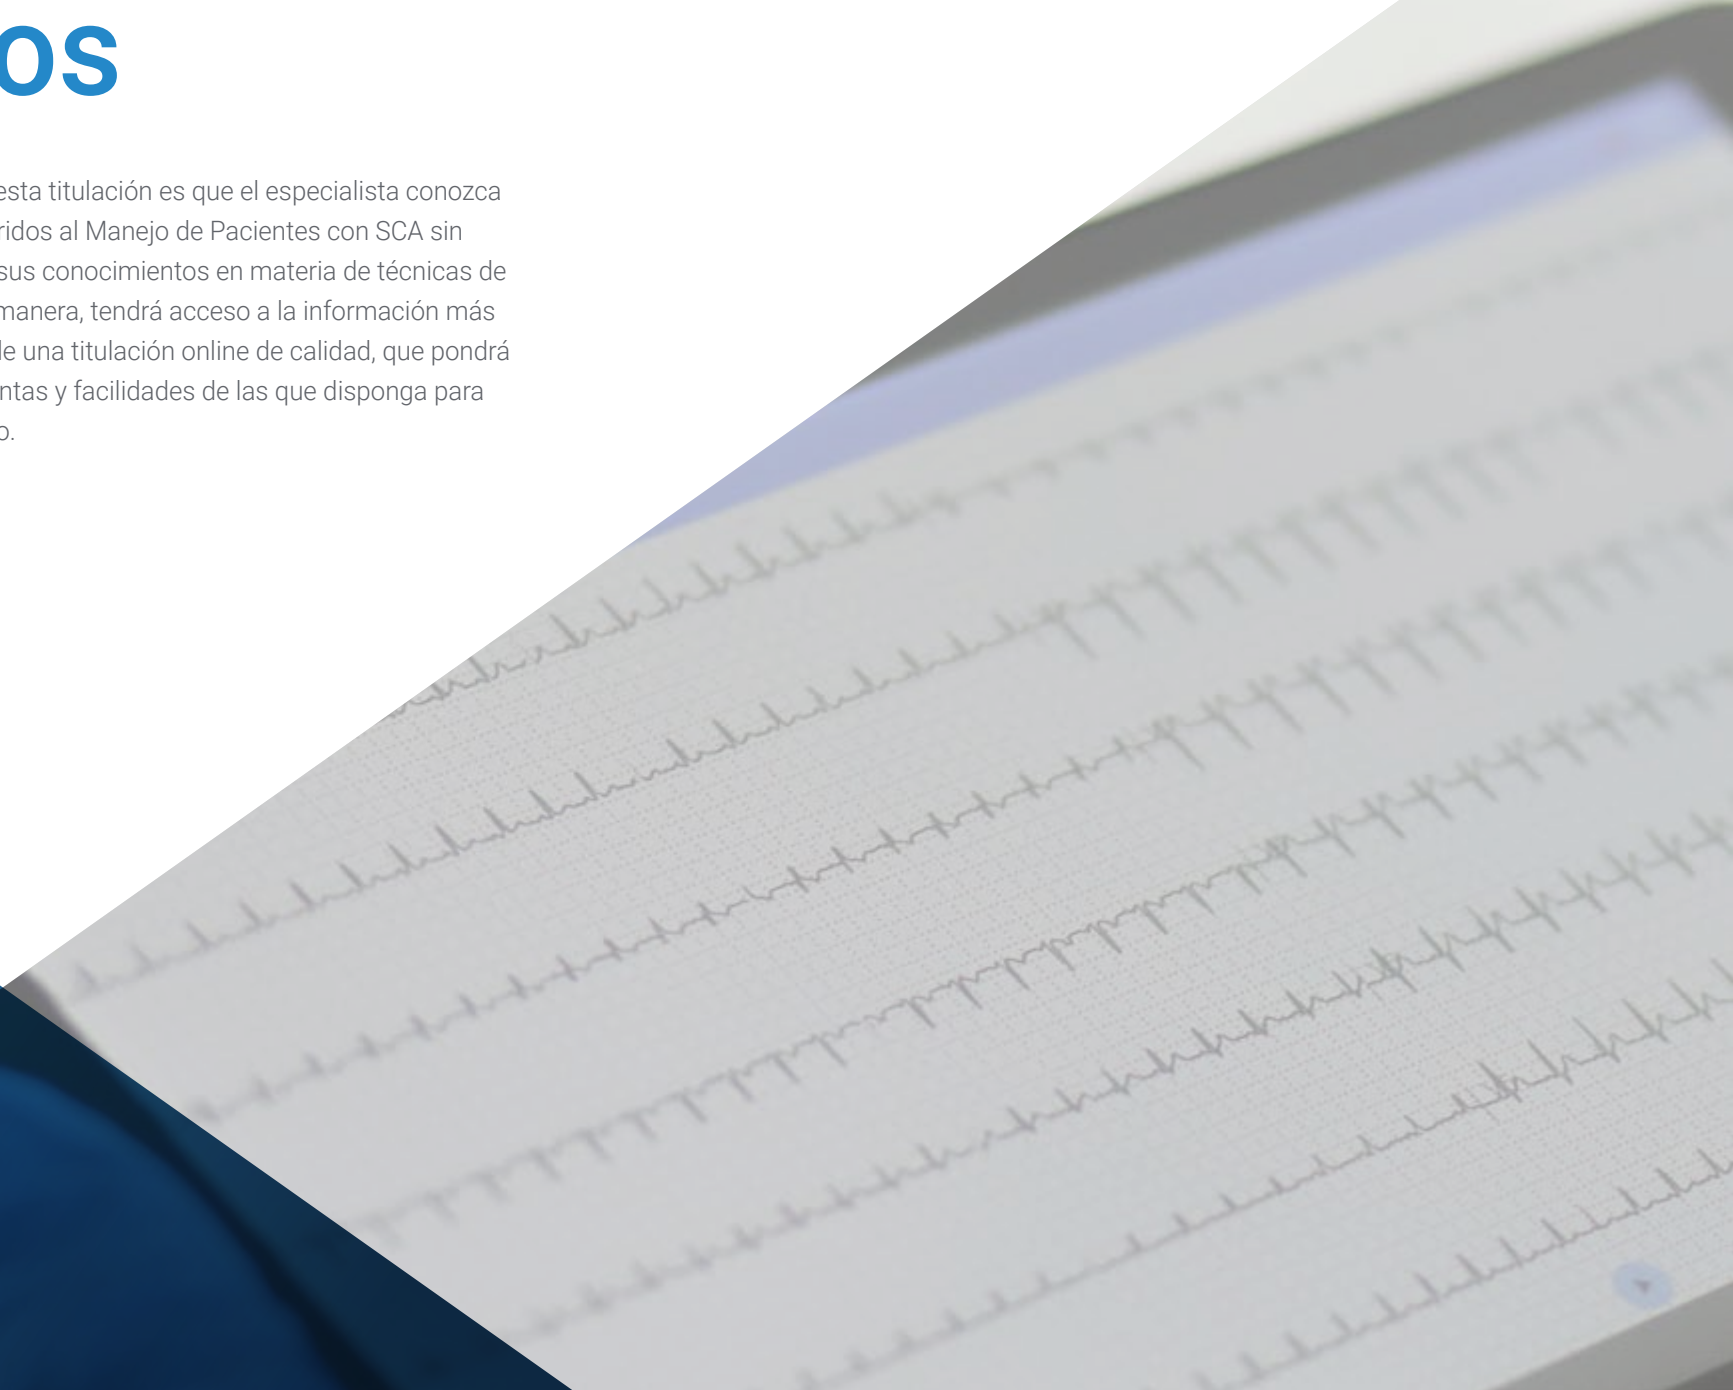 os
esta titulación es que el especialista conozca
ridos al Manejo de Pacientes con SCA sin
sus conocimientos en materia de técnicas de
manera, tendrá acceso a la información más
de una titulación online de calidad, que pondrá
ntas y facilidades de las que disponga para
o.